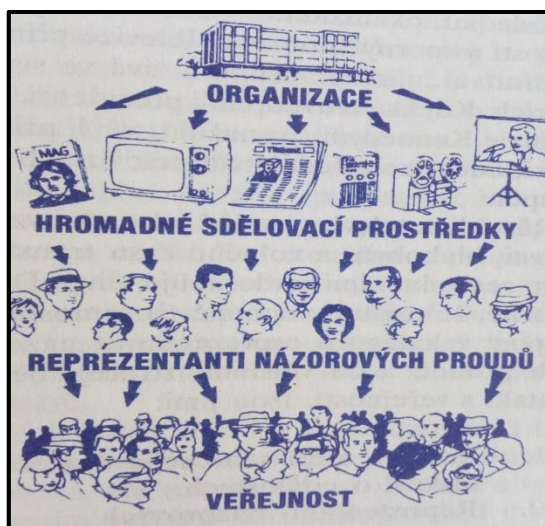 ORGANIZACE
MAG
HROMADNÉ SDĚLOVACÍ PROSTŘEDKY
REPREZENTANTI NÁZOROVÝCH PROUDŮ
VEŘEJNOST